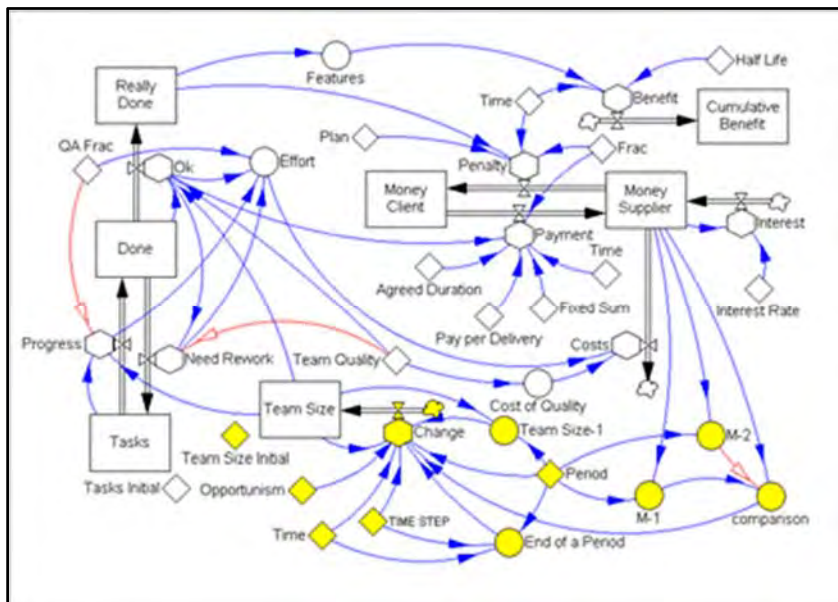 Half Life
Features
Really
Done
Time
Benefit
Cumulative
Benefit
Plan
QA Frac
Ok
Effort
Penalty
Frac
Money
Client
Money
Supplier
Done
Payment
Interest
Time
Agreed Duration
Fixed Sum
Interest Rate
Pay per Delivery
Progress
Need Rework
Team Quality
Costs
Cost of Quality
Team Size
Change
Team Size-1
M-2
Tasks
Team Size Initial
Period
Tasks Initial
Opportunism
M-1
comparison
Time
TIME STEP
End of a Period